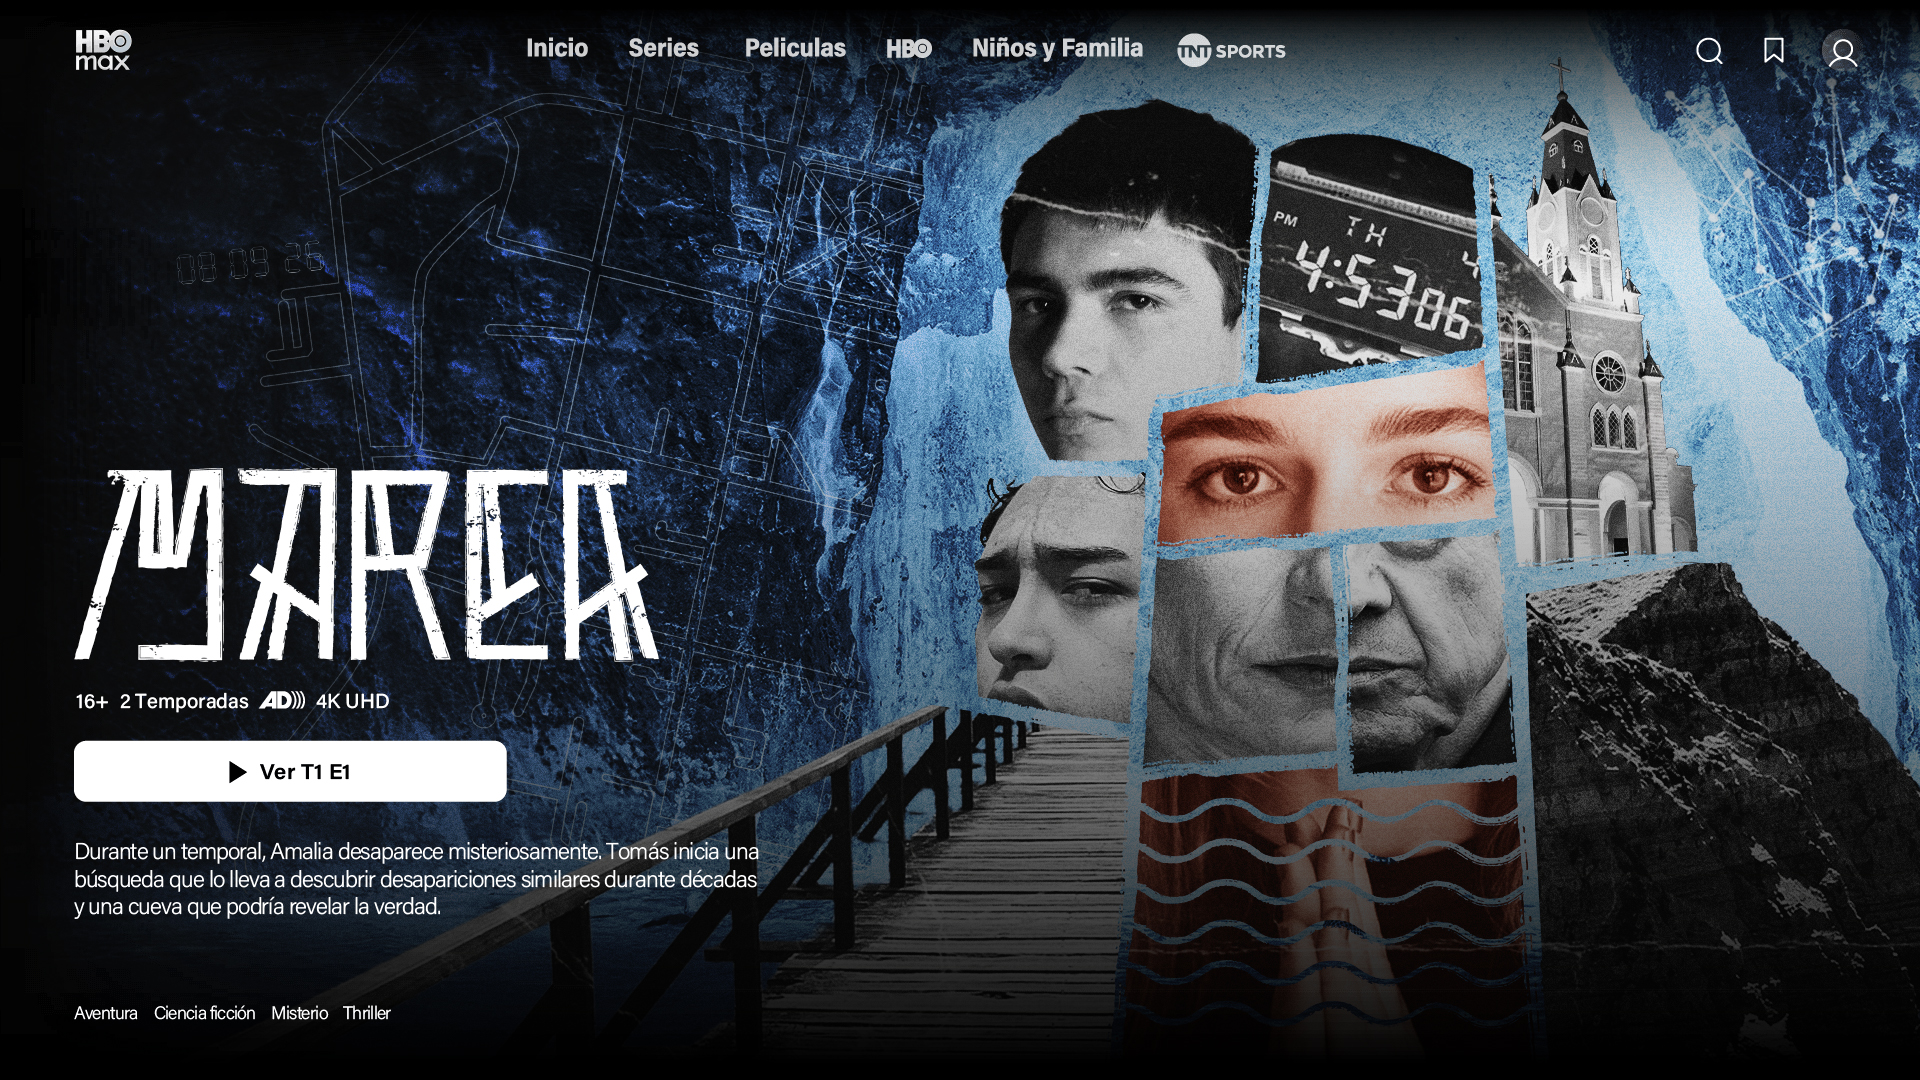 HBO max
Inicio Series Peliculas HBO Niños y Familia TNT SPORTS
08 09 26
PM TH 4
4:53 06
MAREA
16+ 2 Temporadas AD))) 4K UHD
Ver T1 E1
Durante un temporal, Amalia desaparece misteriosamente. Tomás inicia una
búsqueda que lo lleva a descubrir desapariciones similares durante décadas
y una cueva que podría revelar la verdad.
Aventura Ciencia ficción Misterio Thriller